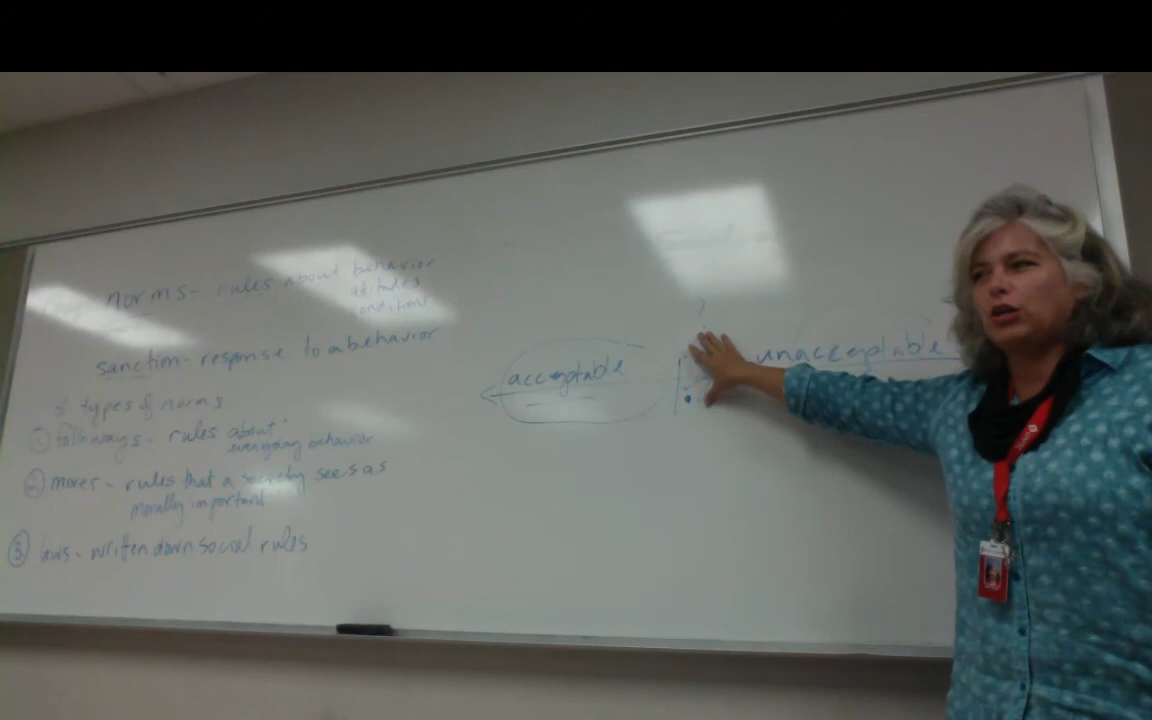 norms - rules about behavior
attitudes
conditions
sanction - response to a behavior
3 types of norms
① folkways - rules about
everyday behavior
② mores - rules that a society sees as
morally important
③ laws - written down social rules
acceptable
unacceptable